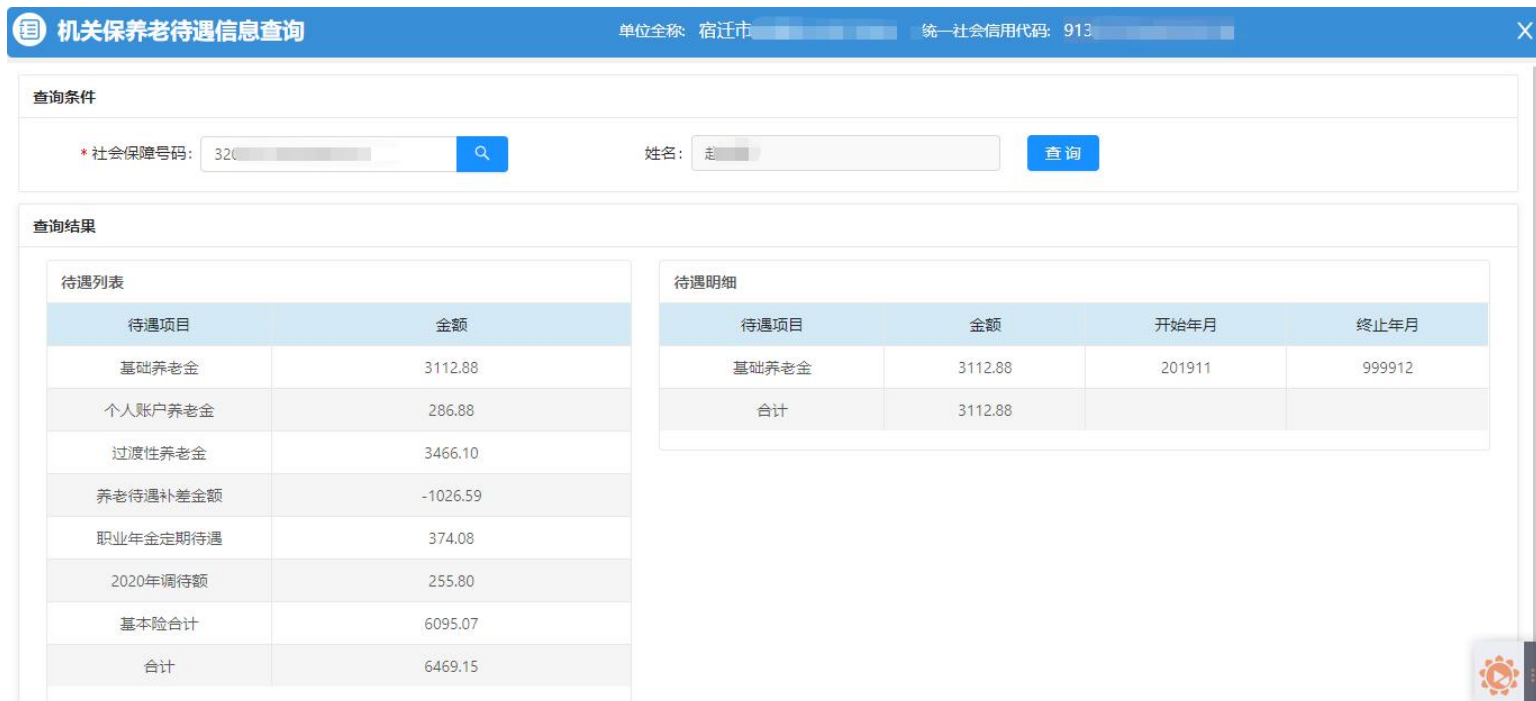 机关保养老待遇信息查询 单位全称: 宿迁市 统一社会信用代码: 913 X
查询条件
* 社会保障号码: 320 姓名: 查询
查询结果
待遇列表 待遇明细
待遇项目 金额 待遇项目 金额 开始年月 终止年月
基础养老金 3112.88 基础养老金 3112.88 201911 999912
个人账户养老金 286.88 合计 3112.88
过渡性养老金 3466.10
养老待遇补差金额 -1026.59
职业年金定期待遇 374.08
2020年调待额 255.80
基本险合计 6095.07
合计 6469.15